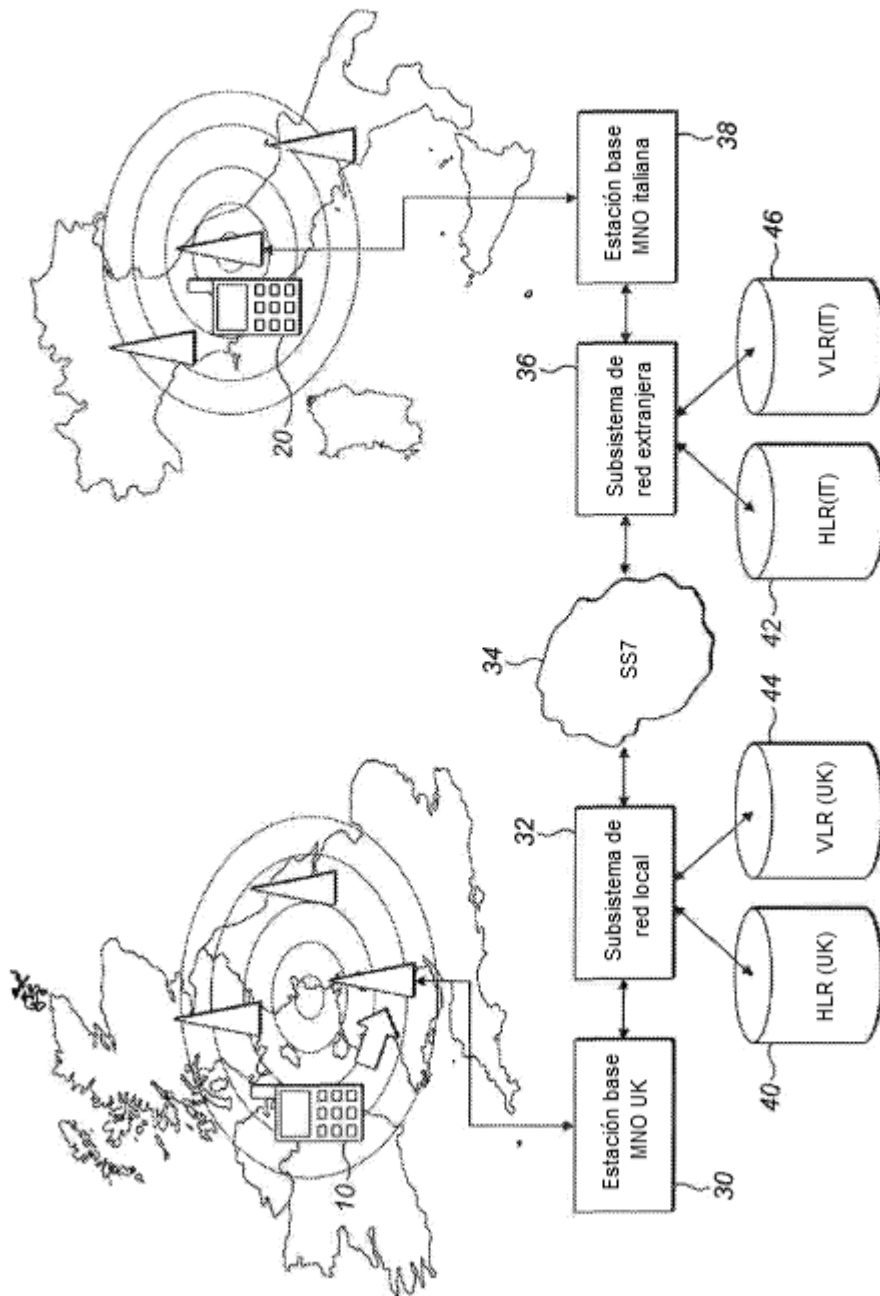 10
20
Estación base
MNO UK
30
Subsistema de
red local
32
SS7
34
Subsistema de
red extranjera
36
Estación base
MNO italiana
38
HLR (UK)
40
VLR (UK)
44
HLR(IT)
42
VLR(IT)
46